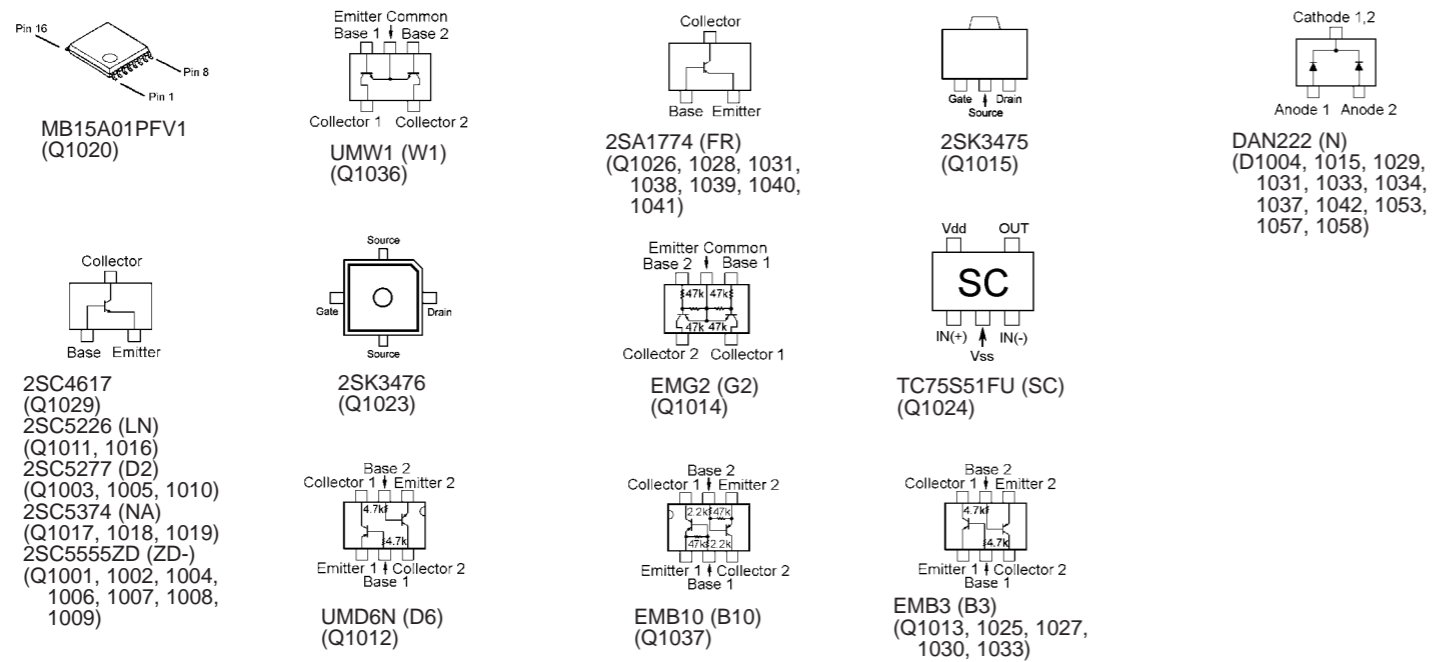 Pin 16
Pin 8
Pin 1
MB15A01PFV1
(Q1020)
Emitter Common
Base 1 Base 2
Collector 1 Collector 2
UMW1 (W1)
(Q1036)
Collector
Base Emitter
2SA1774 (FR)
(Q1026, 1028, 1031,
1038, 1039, 1040,
1041)
Gate Drain
Source
2SK3475
(Q1015)
Cathode 1,2
Anode 1 Anode 2
DAN222 (N)
(D1004, 1015, 1029,
1031, 1033, 1034,
1037, 1042, 1053,
1057, 1058)
Collector
Base Emitter
2SC4617
(Q1029)
2SC5226 (LN)
(Q1011, 1016)
2SC5277 (D2)
(Q1003, 1005, 1010)
2SC5374 (NA)
(Q1017, 1018, 1019)
2SC5555ZD (ZD-)
(Q1001, 1002, 1004,
1006, 1007, 1008,
1009)
Source
Gate Drain
Source
2SK3476
(Q1023)
Emitter Common
Base 2 Base 1
47k 47k
47k 47k
Collector 2 Collector 1
EMG2 (G2)
(Q1014)
Vdd OUT
SC
IN(+) IN(-)
Vss
TC75S51FU (SC)
(Q1024)
Base 2
Collector 1 Emitter 2
4.7k
4.7k
Emitter 1 Collector 2
Base 1
UMD6N (D6)
(Q1012)
Base 2
Collector 1 Emitter 2
2.2k 47k
47k 2.2k
Emitter 1 Collector 2
Base 1
EMB10 (B10)
(Q1037)
Base 2
Collector 1 Emitter 2
4.7k
4.7k
Emitter 1 Collector 2
Base 1
EMB3 (B3)
(Q1013, 1025, 1027,
1030, 1033)